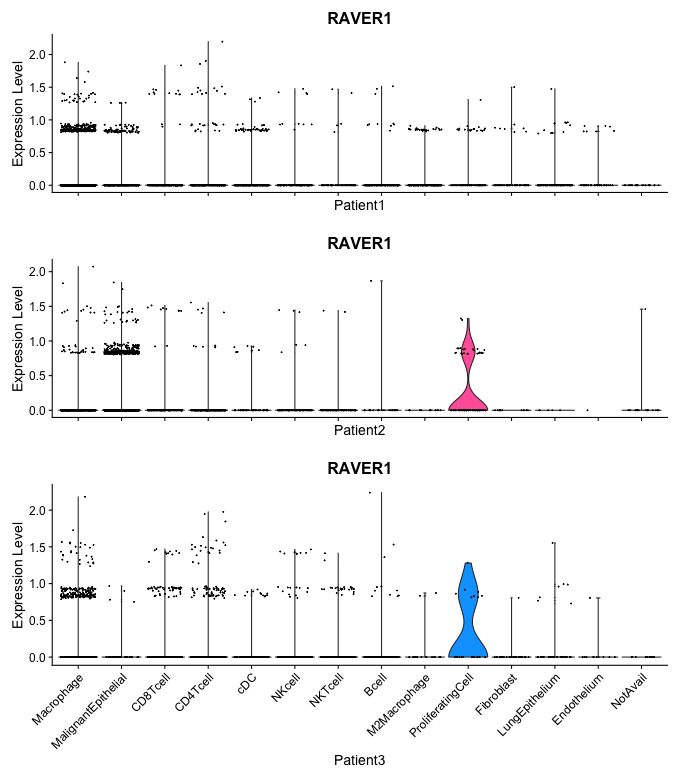 RAVER1
Expression Level
2.0
1.5
1.0
0.5
0.0
Patient1
RAVER1
Expression Level
2.0
1.5
1.0
0.5
0.0
Patient2
RAVER1
Expression Level
2.0
1.5
1.0
0.5
0.0
Macrophage
MalignantEpithelial
CD8Tcell
CD4Tcell
cDC
NKcell
NKTcell
Bcell
M2Macrophage
ProliferatingCell
Fibroblast
LungEpithelium
Endothelium
NotAvail
Patient3